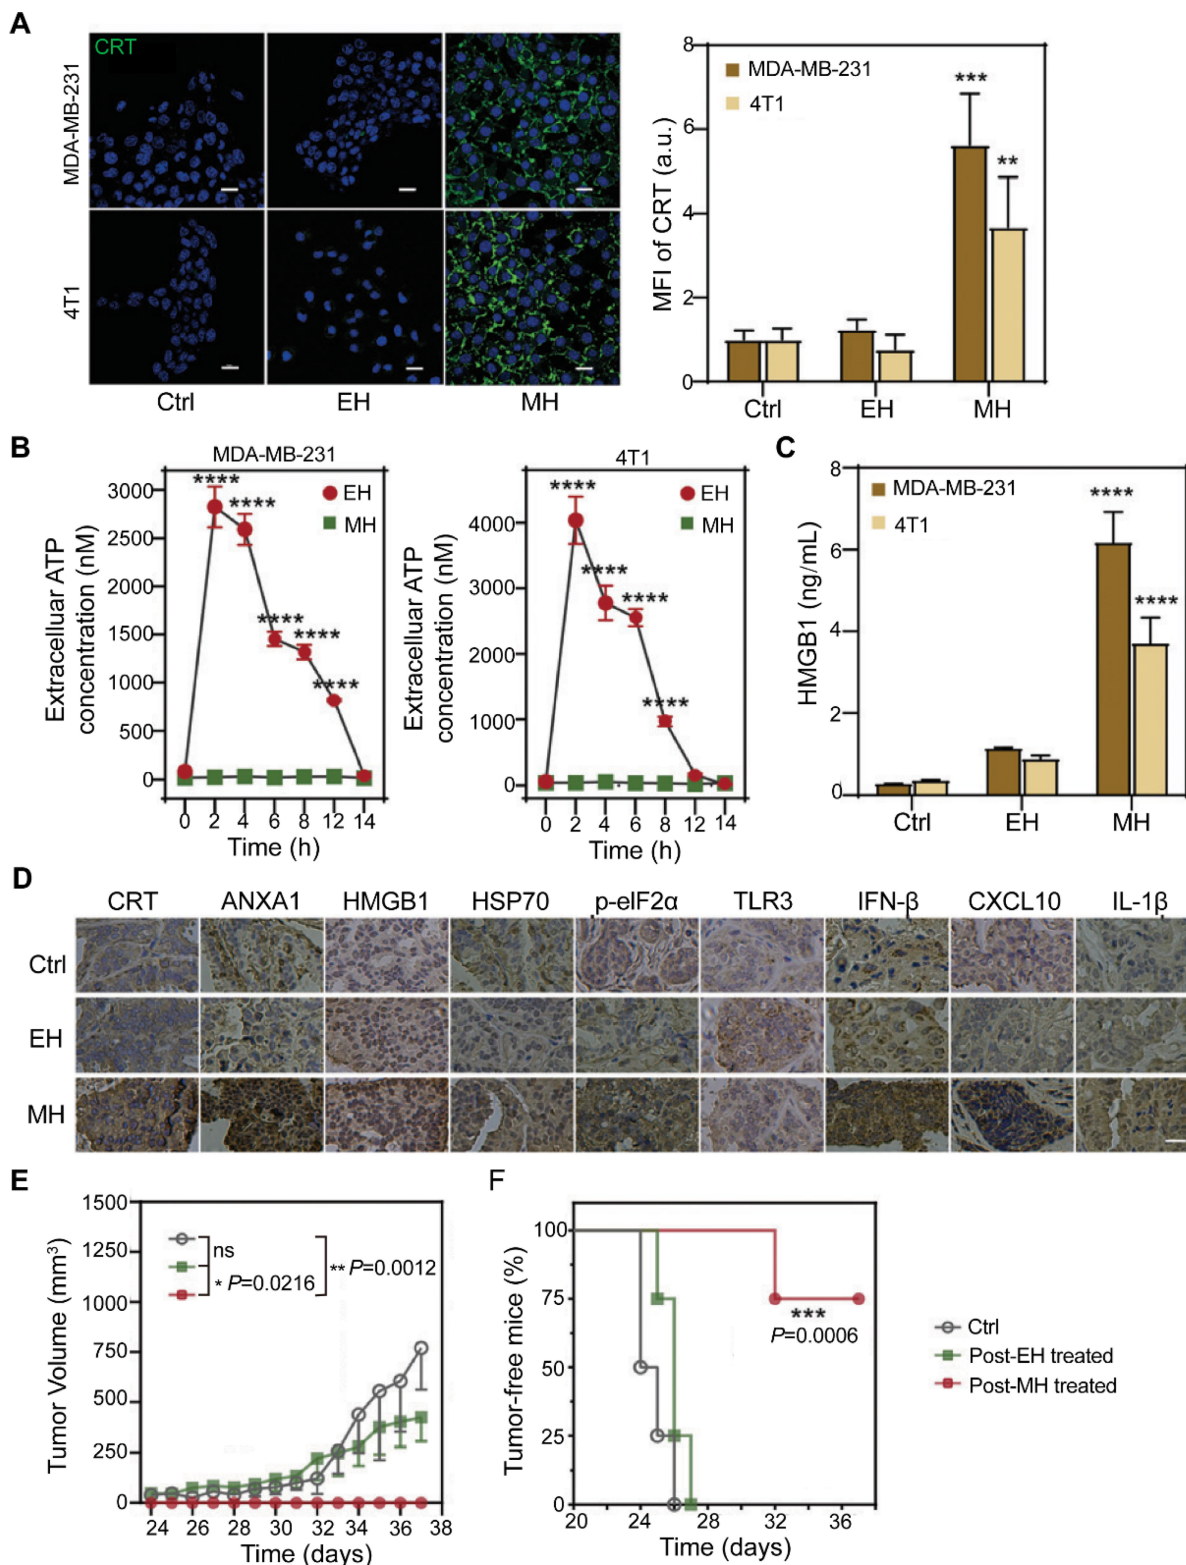 A
CRT
MDA-MB-231
4T1
Ctrl
EH
MH
MFI of CRT (a.u.)
8
6
4
2
0
MDA-MB-231
4T1
***
**
Ctrl
EH
MH
B
MDA-MB-231
Extracelluar ATP
concentration (nM)
3000
2500
2000
1500
1000
500
0
****
****
****
****
****
EH
MH
0 2 4 6 8 12 14
Time (h)
4T1
Extracelluar ATP
concentration (nM)
4000
3000
2000
1000
0
****
****
****
****
EH
MH
0 2 4 6 8 12 14
Time (h)
C
HMGB1 (ng/mL)
8
6
4
2
0
MDA-MB-231
4T1
****
****
Ctrl
EH
MH
D
CRT ANXA1 HMGB1 HSP70 p-eIF2α TLR3 IFN-β CXCL10 IL-1β
Ctrl
EH
MH
E
Tumor Volume (mm³)
1500
1250
1000
750
500
250
0
ns
* P=0.0216
** P=0.0012
24 26 28 30 32 34 36 38
Time (days)
F
Tumor-free mice (%)
100
75
50
25
0
***
P=0.0006
20 24 28 32 36
Time (days)
Ctrl
Post-EH treated
Post-MH treated